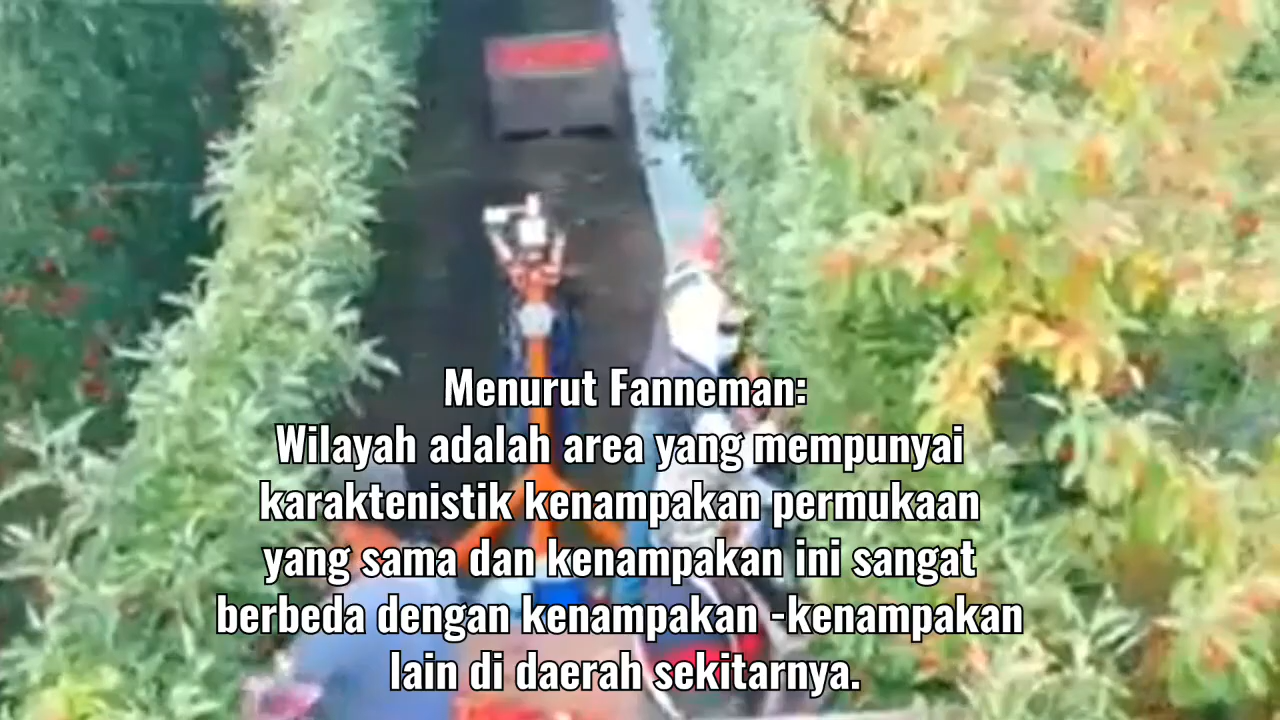 Menurut Fanneman:
Wilayah adalah area yang mempunyai
karaktenistik kenampakan permukaan
yang sama dan kenampakan ini sangat
berbeda dengan kenampakan -kenampakan
lain di daerah sekitarnya.